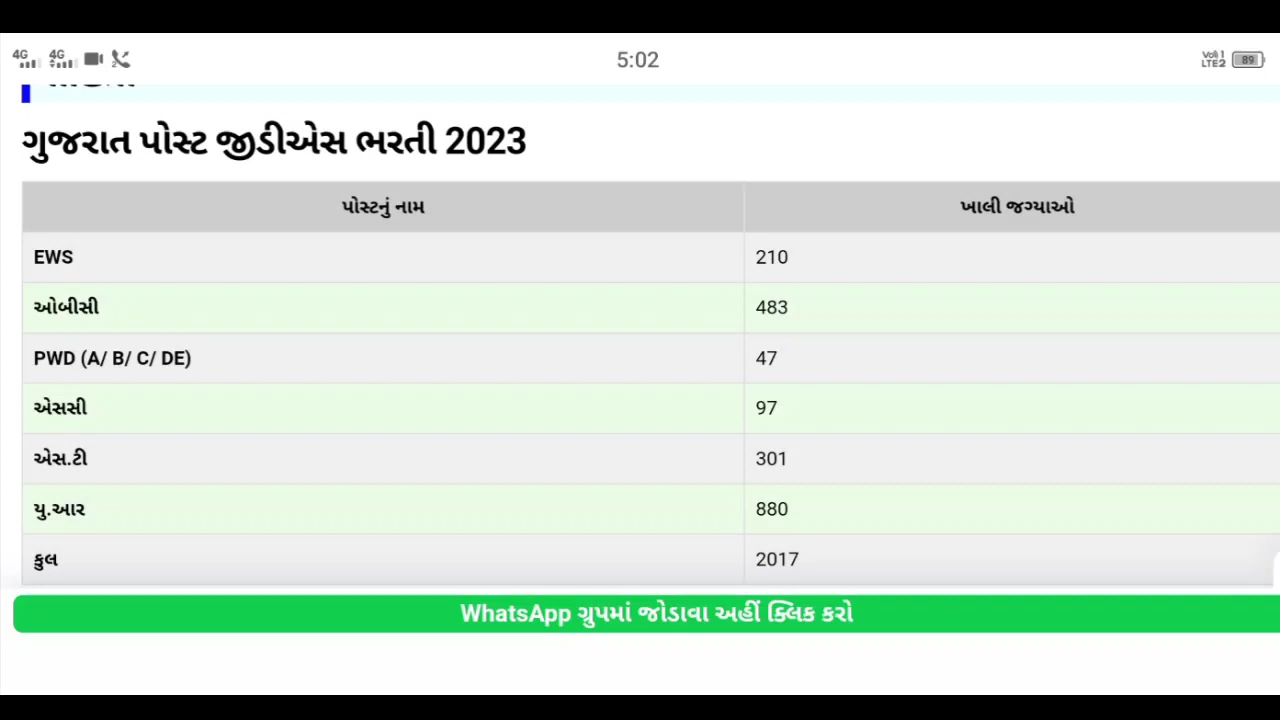 4G 4G 5:02 Vo1 LTE2 89
ગુજરાત પોસ્ટ જીડીએસ ભરતી 2023
પોસ્ટનું નામ ખાલી જગ્યાઓ
EWS 210
ઓબીસી 483
PWD (A/ B/ C/ DE) 47
એસસી 97
એસ.ટી 301
યુ.આર 880
કુલ 2017
WhatsApp ગ્રુપમાં જોડાવા અહીં ક્લિક કરો